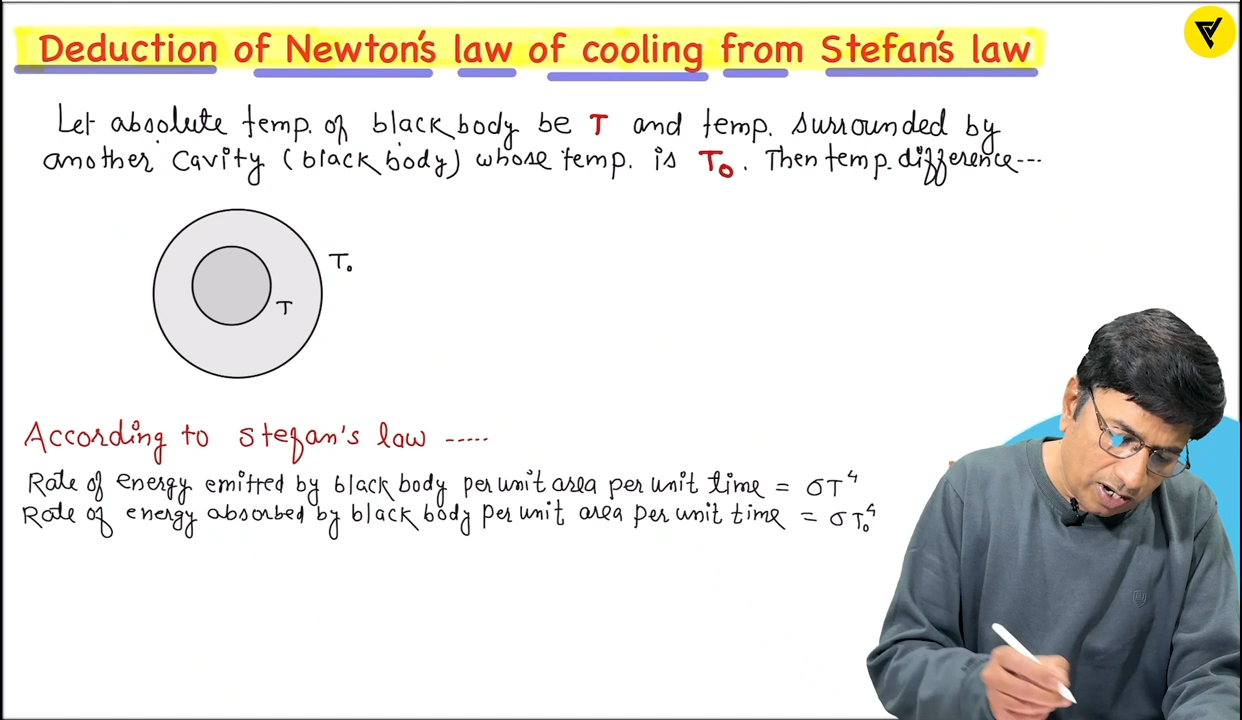 Deduction of Newton's law of cooling from Stefan's law
Let absolute temp. of black body be T and temp. surrounded by
another cavity (black body) whose temp. is T₀. Then temp. difference---
T₀
T
According to Stefan's law -----
Rate of energy emitted by black body per unit area per unit time = σT⁴
Rate of energy absorbed by black body per unit area per unit time = σT₀⁴